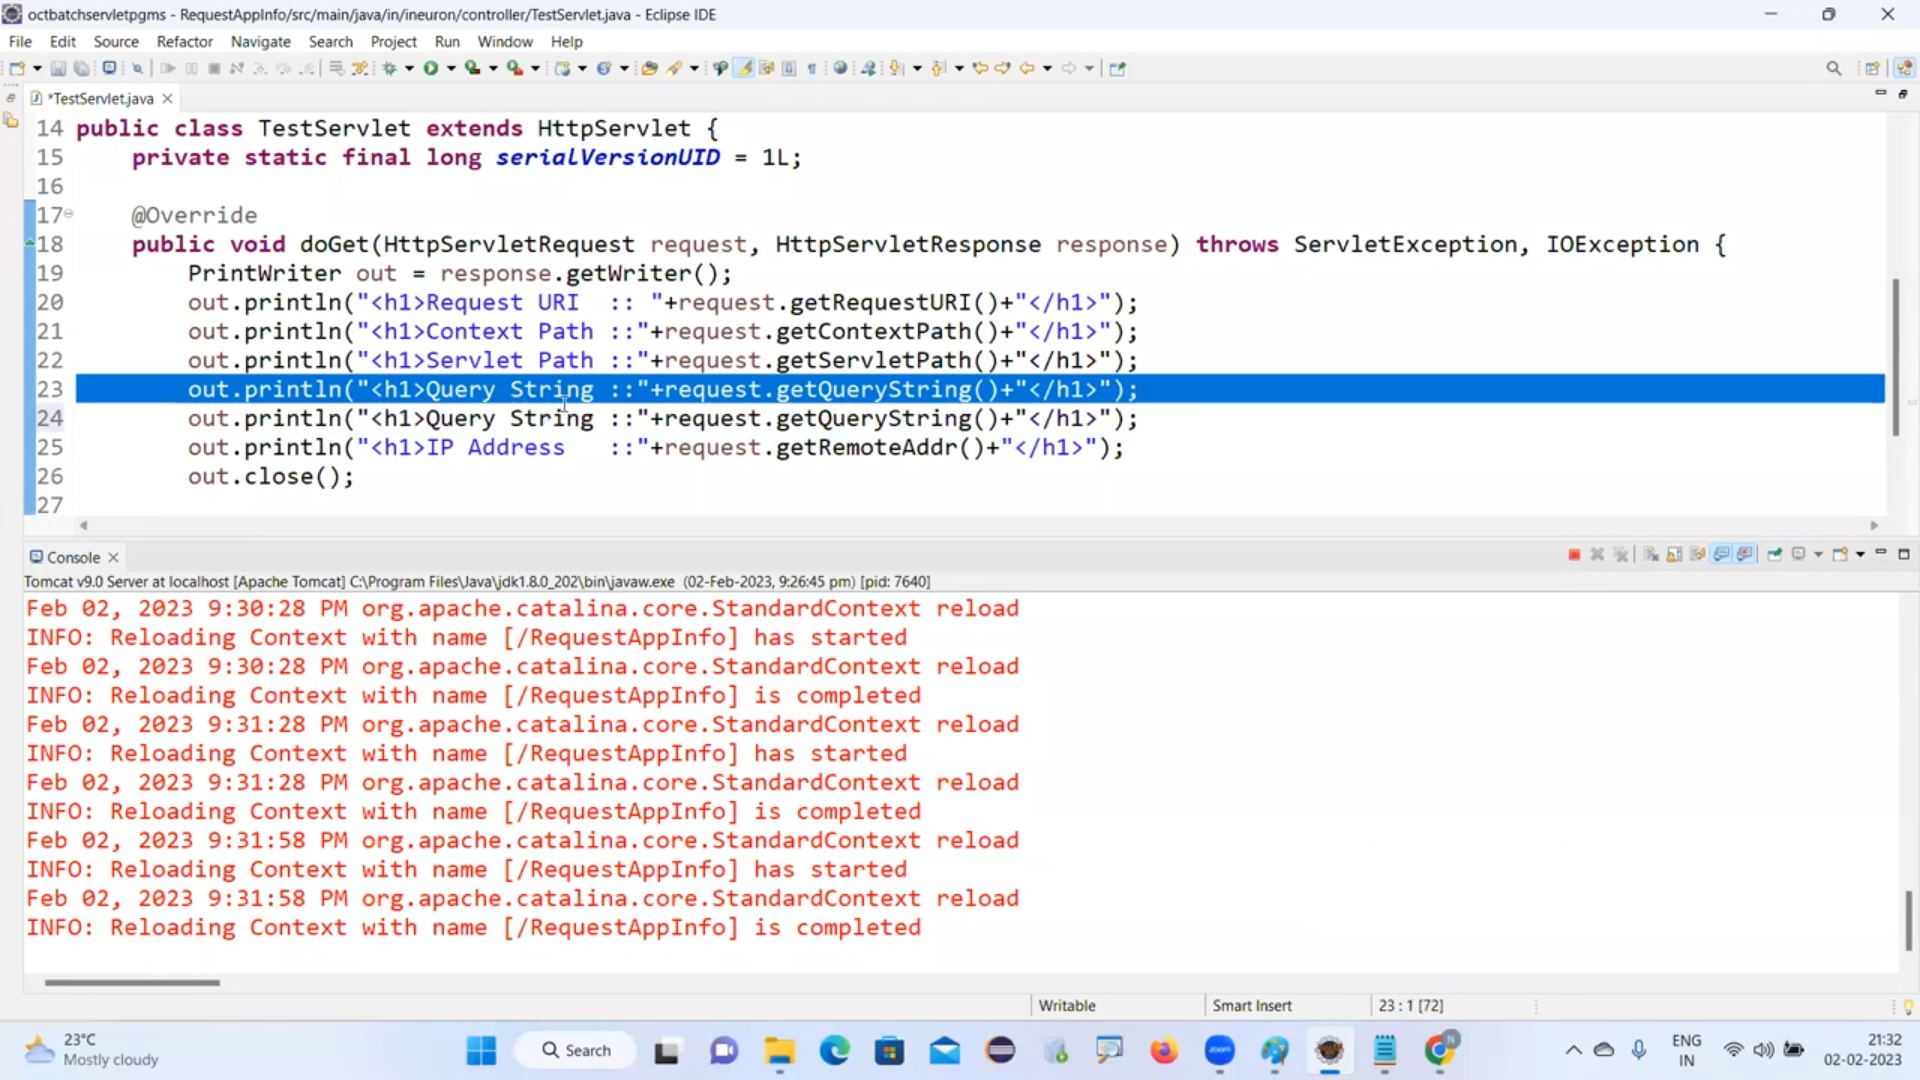 octbatchservletpgms - RequestAppInfo/src/main/java/in/ineuron/controller/TestServlet.java - Eclipse IDE
File Edit Source Refactor Navigate Search Project Run Window Help
*TestServlet.java
14 public class TestServlet extends HttpServlet {
15 private static final long serialVersionUID = 1L;
16
17 @Override
18 public void doGet(HttpServletRequest request, HttpServletResponse response) throws ServletException, IOException {
19 PrintWriter out = response.getWriter();
20 out.println("<h1>Request URI  :: "+request.getRequestURI()+"</h1>");
21 out.println("<h1>Context Path ::"+request.getContextPath()+"</h1>");
22 out.println("<h1>Servlet Path ::"+request.getServletPath()+"</h1>");
23 out.println("<h1>Query String ::"+request.getQueryString()+"</h1>");
24 out.println("<h1>Query String ::"+request.getQueryString()+"</h1>");
25 out.println("<h1>IP Address   ::"+request.getRemoteAddr()+"</h1>");
26 out.close();
27
Console
Tomcat v9.0 Server at localhost [Apache Tomcat] C:\Program Files\Java\jdk1.8.0_202\bin\javaw.exe (02-Feb-2023, 9:26:45 pm) [pid: 7640]
Feb 02, 2023 9:30:28 PM org.apache.catalina.core.StandardContext reload
INFO: Reloading Context with name [/RequestAppInfo] has started
Feb 02, 2023 9:30:28 PM org.apache.catalina.core.StandardContext reload
INFO: Reloading Context with name [/RequestAppInfo] is completed
Feb 02, 2023 9:31:28 PM org.apache.catalina.core.StandardContext reload
INFO: Reloading Context with name [/RequestAppInfo] has started
Feb 02, 2023 9:31:28 PM org.apache.catalina.core.StandardContext reload
INFO: Reloading Context with name [/RequestAppInfo] is completed
Feb 02, 2023 9:31:58 PM org.apache.catalina.core.StandardContext reload
INFO: Reloading Context with name [/RequestAppInfo] has started
Feb 02, 2023 9:31:58 PM org.apache.catalina.core.StandardContext reload
INFO: Reloading Context with name [/RequestAppInfo] is completed
Writable Smart Insert 23 : 1 [72]
23°C
Mostly cloudy
Search
zoom
N
ENG
IN
21:32
02-02-2023